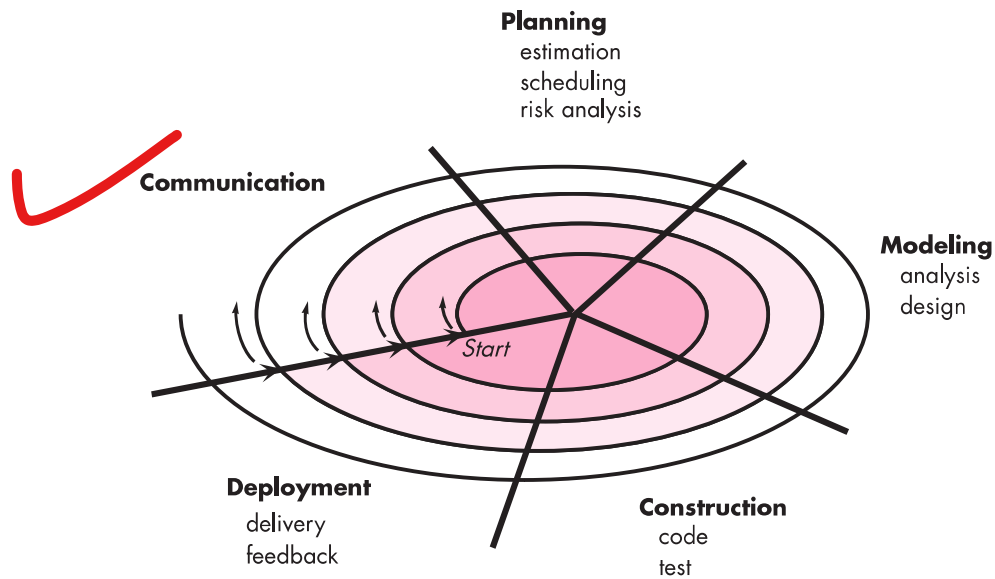 Planning
estimation
scheduling
risk analysis
Communication
Modeling
analysis
design
Start
Deployment
delivery
feedback
Construction
code
test